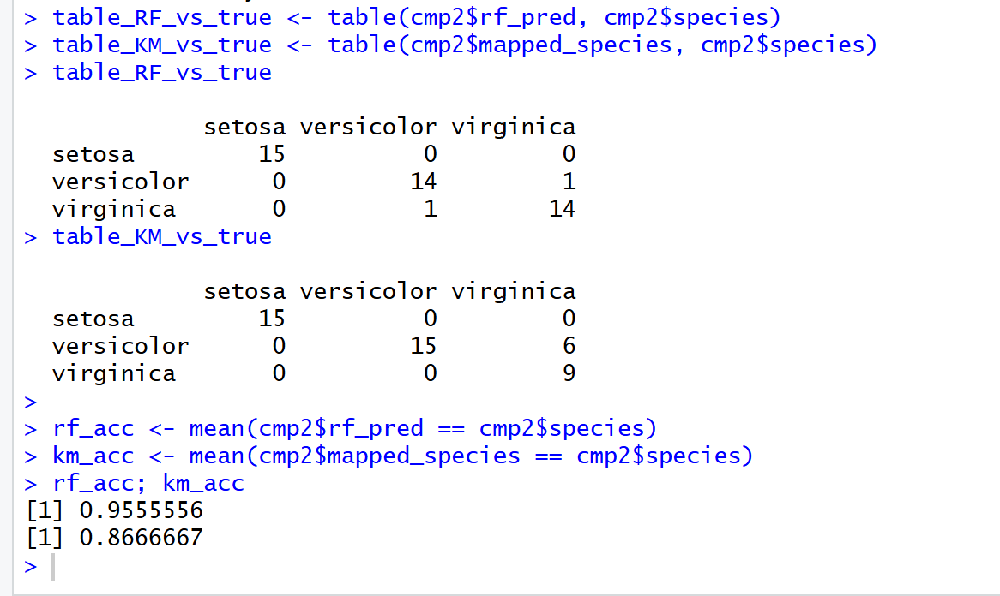 > table_RF_vs_true <- table(cmp2$rf_pred, cmp2$species)
> table_KM_vs_true <- table(cmp2$mapped_species, cmp2$species)
> table_RF_vs_true
setosa versicolor virginica
setosa 15 0 0
versicolor 0 14 1
virginica 0 1 14
> table_KM_vs_true
setosa versicolor virginica
setosa 15 0 0
versicolor 0 15 6
virginica 0 0 9
>
> rf_acc <- mean(cmp2$rf_pred == cmp2$species)
> km_acc <- mean(cmp2$mapped_species == cmp2$species)
> rf_acc; km_acc
[1] 0.9555556
[1] 0.8666667
>